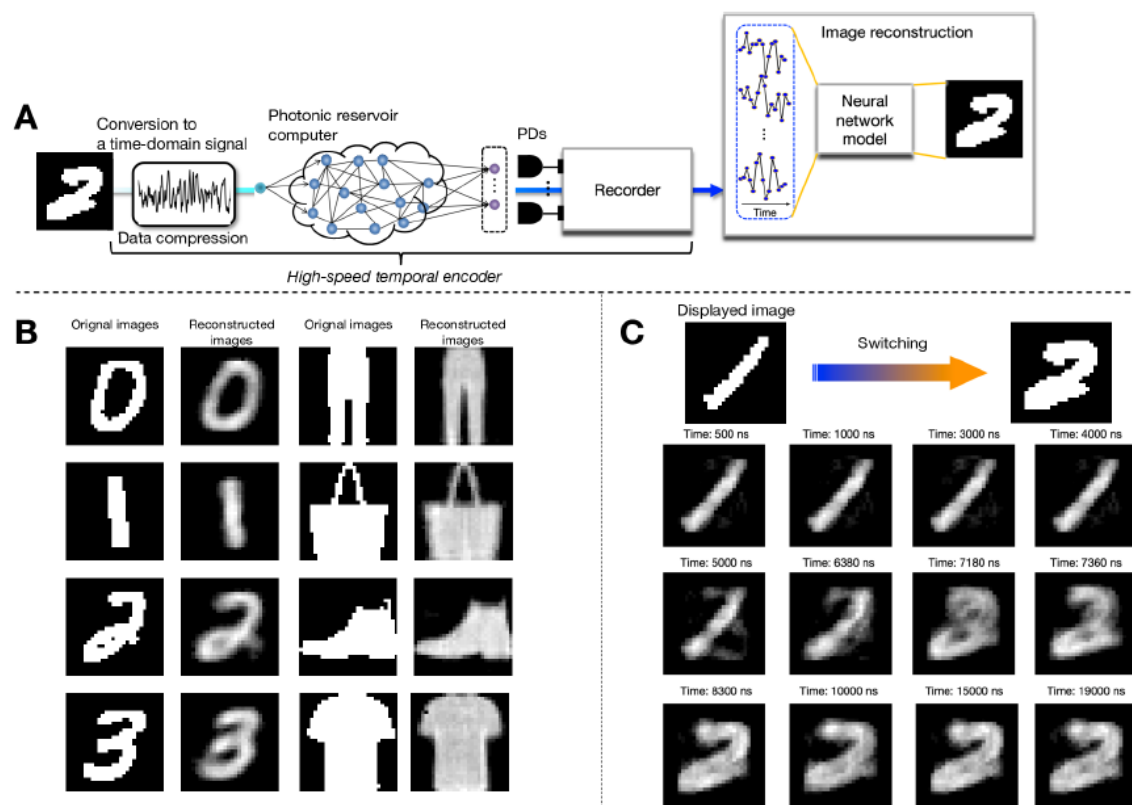 A
Conversion to
a time-domain signal
Data compression
Photonic reservoir
computer
PDs
Recorder
High-speed temporal encoder
Image reconstruction
Time
Neural
network
model
B
Orignal images
Reconstructed
images
Orignal images
Reconstructed
images
C
Displayed image
Switching
Time: 500 ns
Time: 1000 ns
Time: 3000 ns
Time: 4000 ns
Time: 5000 ns
Time: 6380 ns
Time: 7180 ns
Time: 7360 ns
Time: 8300 ns
Time: 10000 ns
Time: 15000 ns
Time: 19000 ns